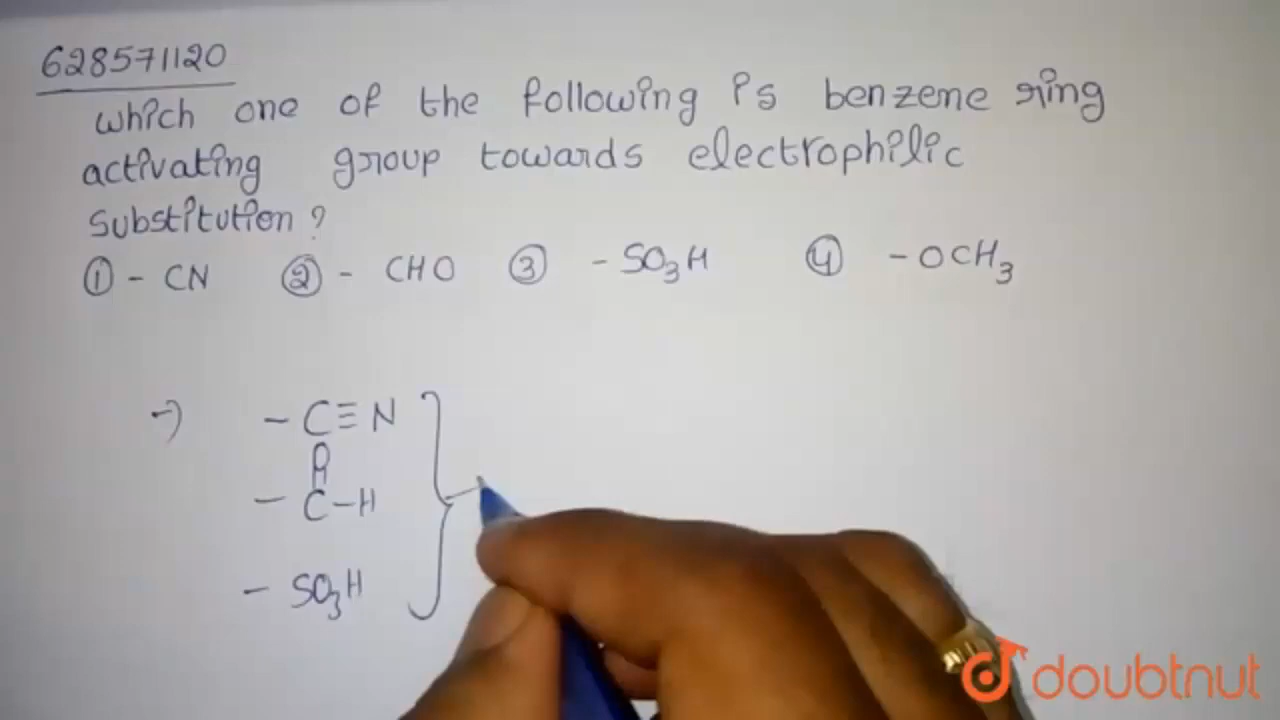 628571120
which one of the following is benzene ring
activating group towards electrophilic
substitution?
① - CN ② - CHO ③ - SO₃H ④ - OCH₃
→ - C≡N
O
- C-H
- SO₃H
doubtnut